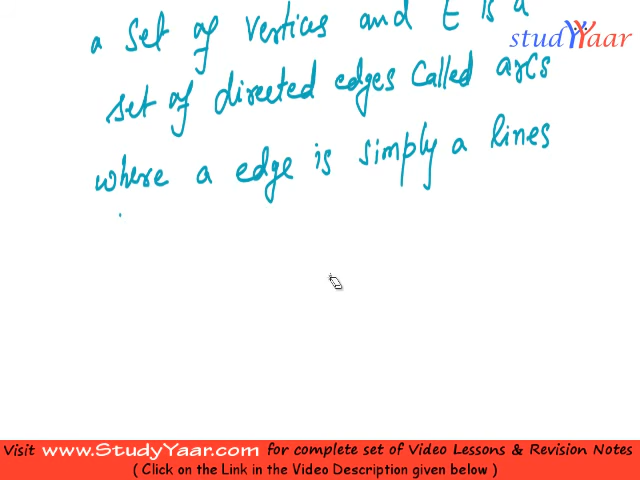 a set of vertices and E is a
studYYaar
set of directed edges called arcs
where a edge is simply a lines
Visit www.StudyYaar.com for complete set of Video Lessons & Revision Notes
( Click on the Link in the Video Description given below )